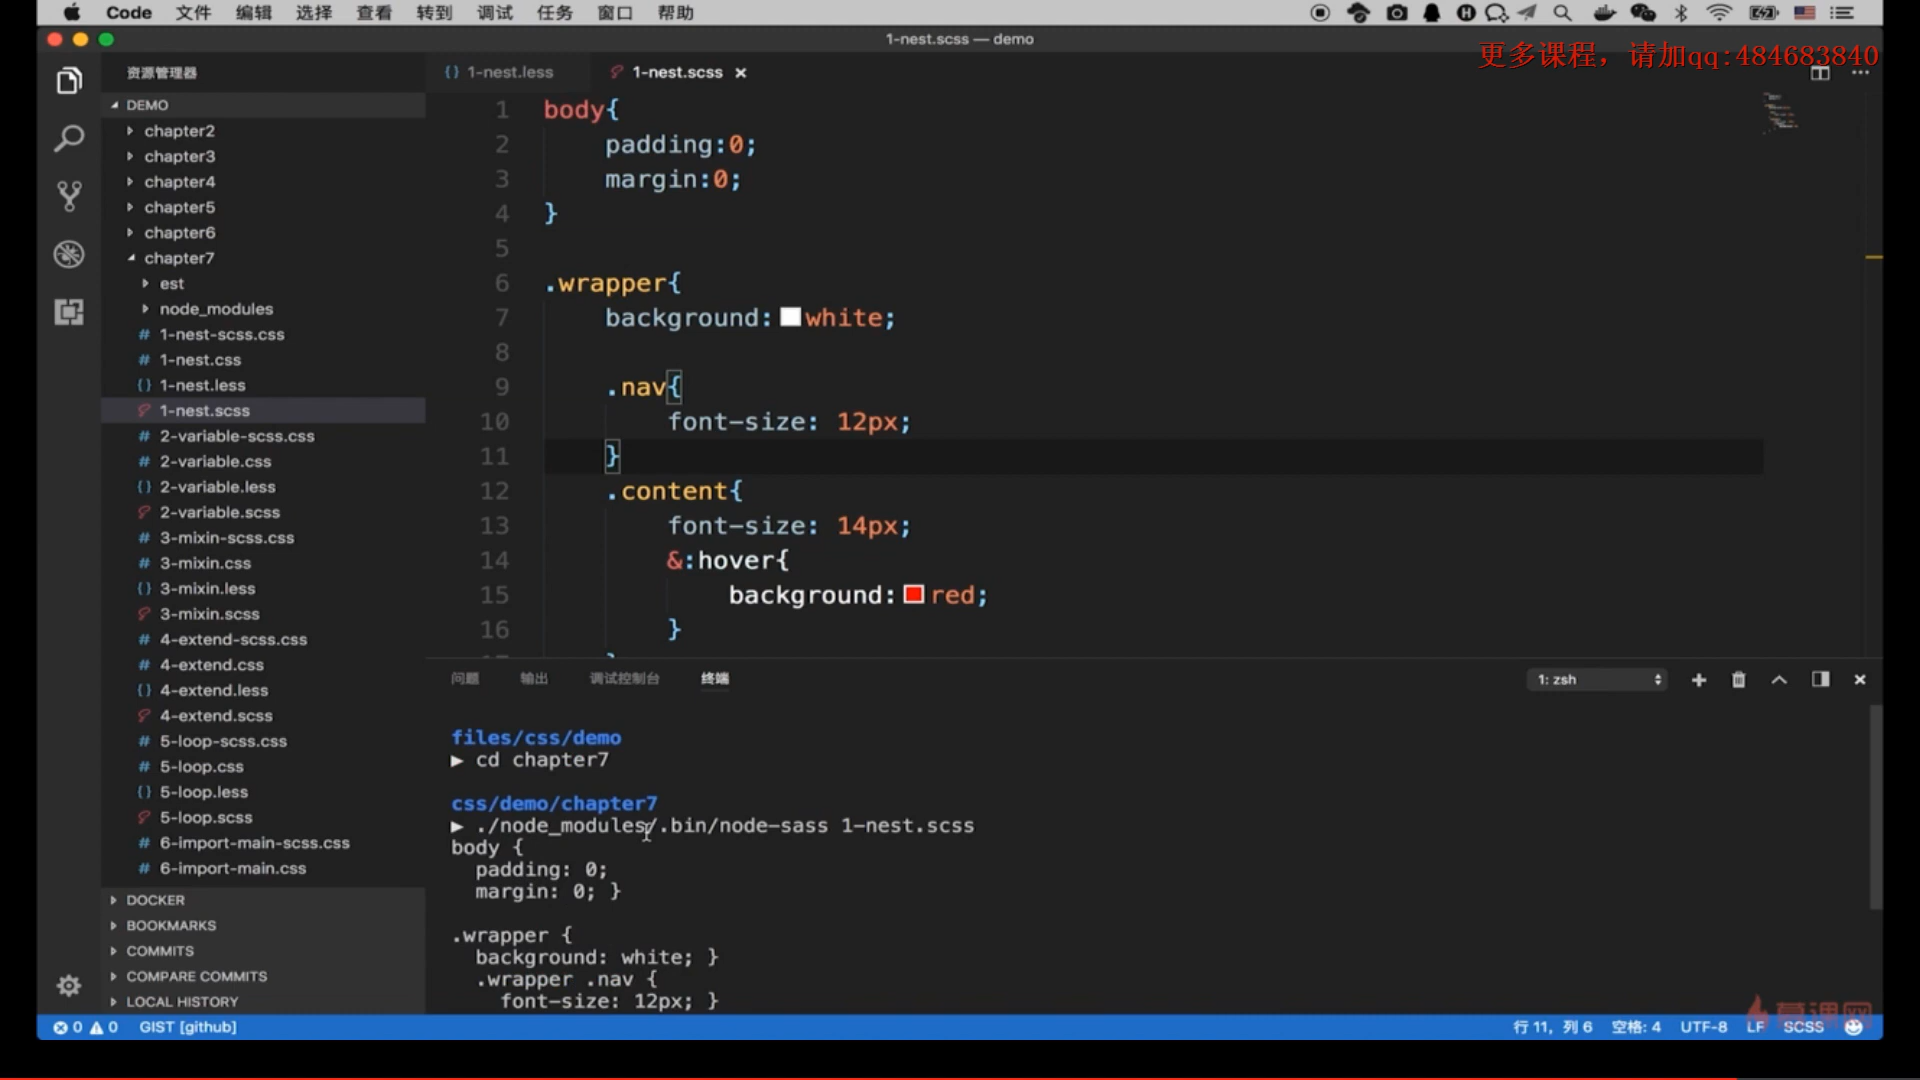 Code 文件 编辑 选择 查看 转到 调试 任务 窗口 帮助
1-nest.scss — demo
更多课程，请加qq:484683840
资源管理器
DEMO
chapter2
chapter3
chapter4
chapter5
chapter6
chapter7
est
node_modules
1-nest-scss.css
1-nest.css
1-nest.less
1-nest.scss
2-variable-scss.css
2-variable.css
2-variable.less
2-variable.scss
3-mixin-scss.css
3-mixin.css
3-mixin.less
3-mixin.scss
4-extend-scss.css
4-extend.css
4-extend.less
4-extend.scss
5-loop-scss.css
5-loop.css
5-loop.less
5-loop.scss
6-import-main-scss.css
6-import-main.css
DOCKER
BOOKMARKS
COMMITS
COMPARE COMMITS
LOCAL HISTORY
1-nest.less 1-nest.scss
1 body{
2 padding:0;
3 margin:0;
4 }
5
6 .wrapper{
7 background: white;
8
9 .nav{
10 font-size: 12px;
11 }
12 .content{
13 font-size: 14px;
14 &:hover{
15 background: red;
16 }
问题 输出 调试控制台 终端 1: zsh
files/css/demo
▶ cd chapter7
css/demo/chapter7
▶ ./node_modules/.bin/node-sass 1-nest.scss
body {
padding: 0;
margin: 0; }
.wrapper {
background: white; }
.wrapper .nav {
font-size: 12px; }
0 0 GIST [github] 行 11, 列 6 空格: 4 UTF-8 LF SCSS
慕课网